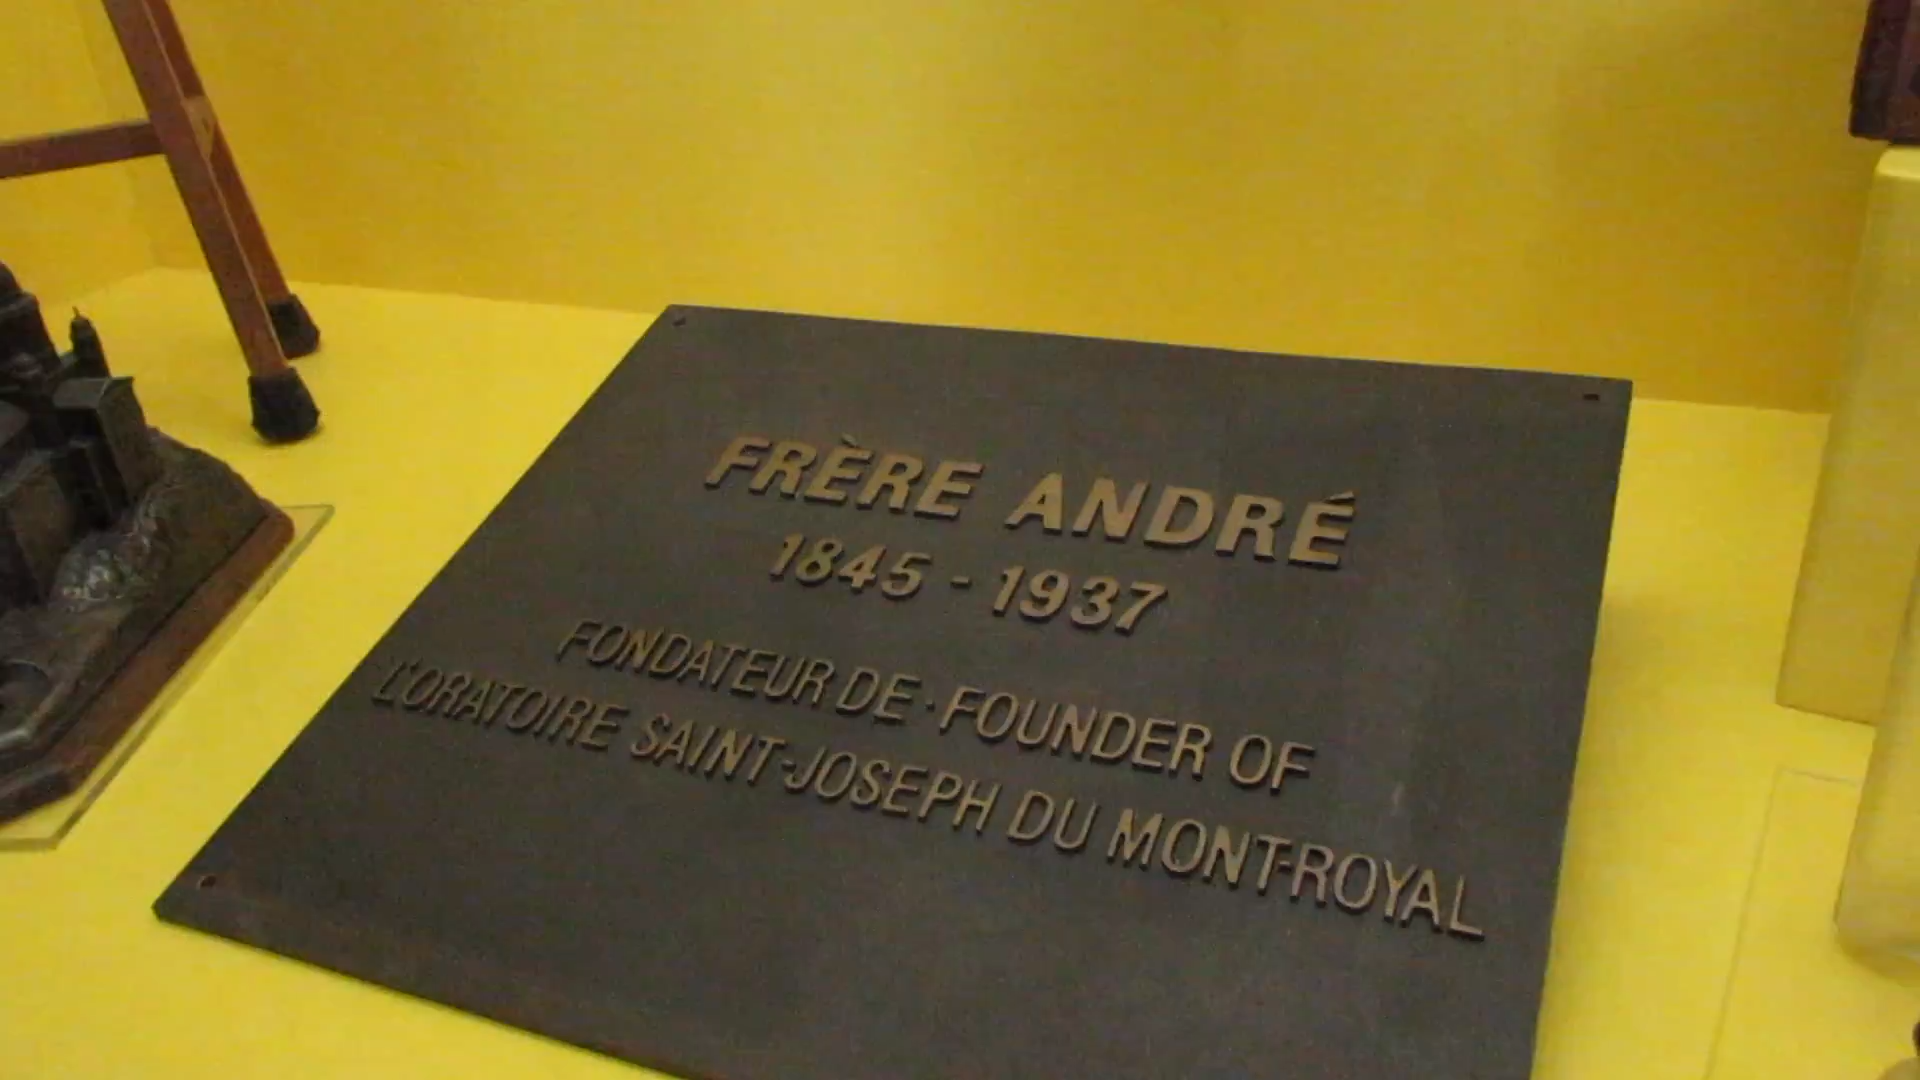 FRÈRE ANDRÉ
1845 - 1937
FONDATEUR DE · FOUNDER OF
L'ORATOIRE SAINT-JOSEPH DU MONT-ROYAL